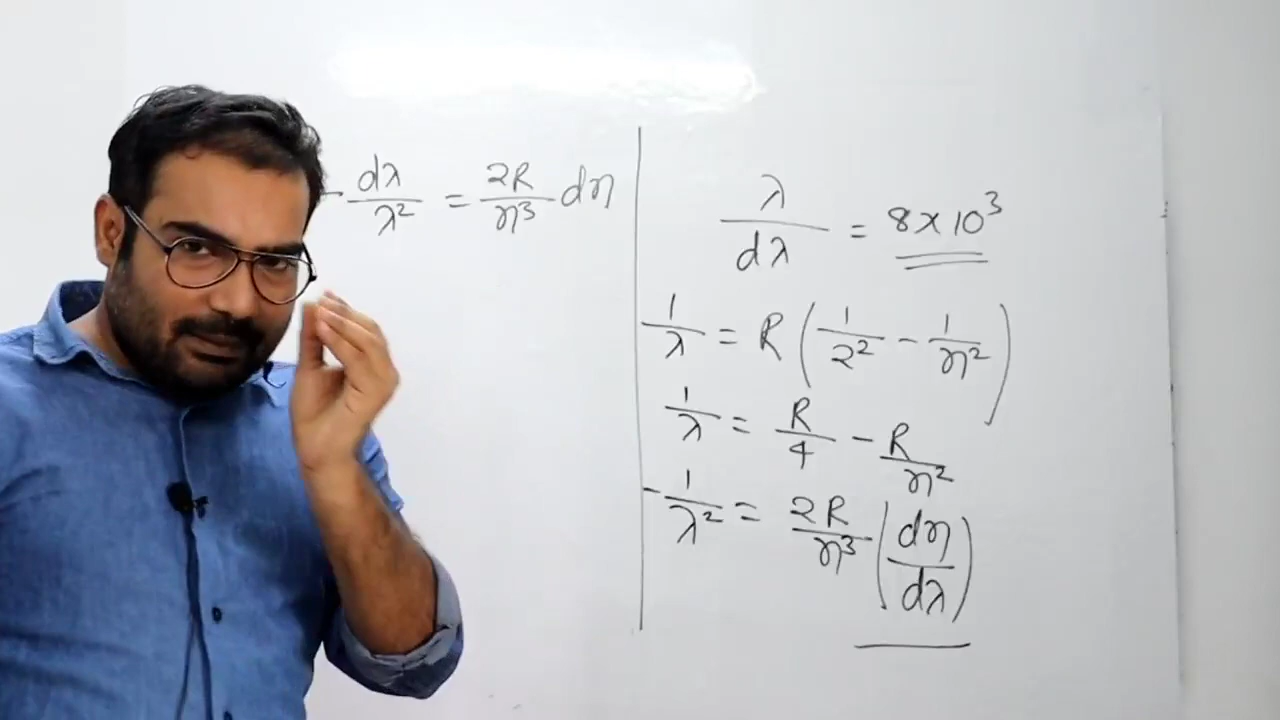 - dλ/λ² = 2R/n³ dn
λ/dλ = 8×10³
1/λ = R(1/2² - 1/n²)
1/λ = R/4 - R/n²
-1/λ² = 2R/n³ (dn/dλ)